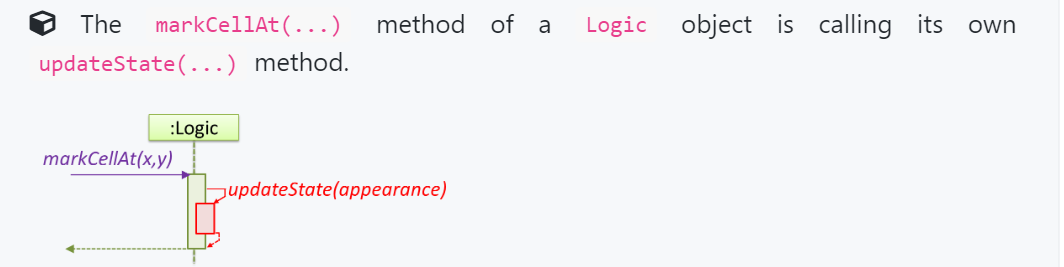 The markCellAt(...) method of a Logic object is calling its own
updateState(...) method.
:Logic
markCellAt(x,y)
updateState(appearance)